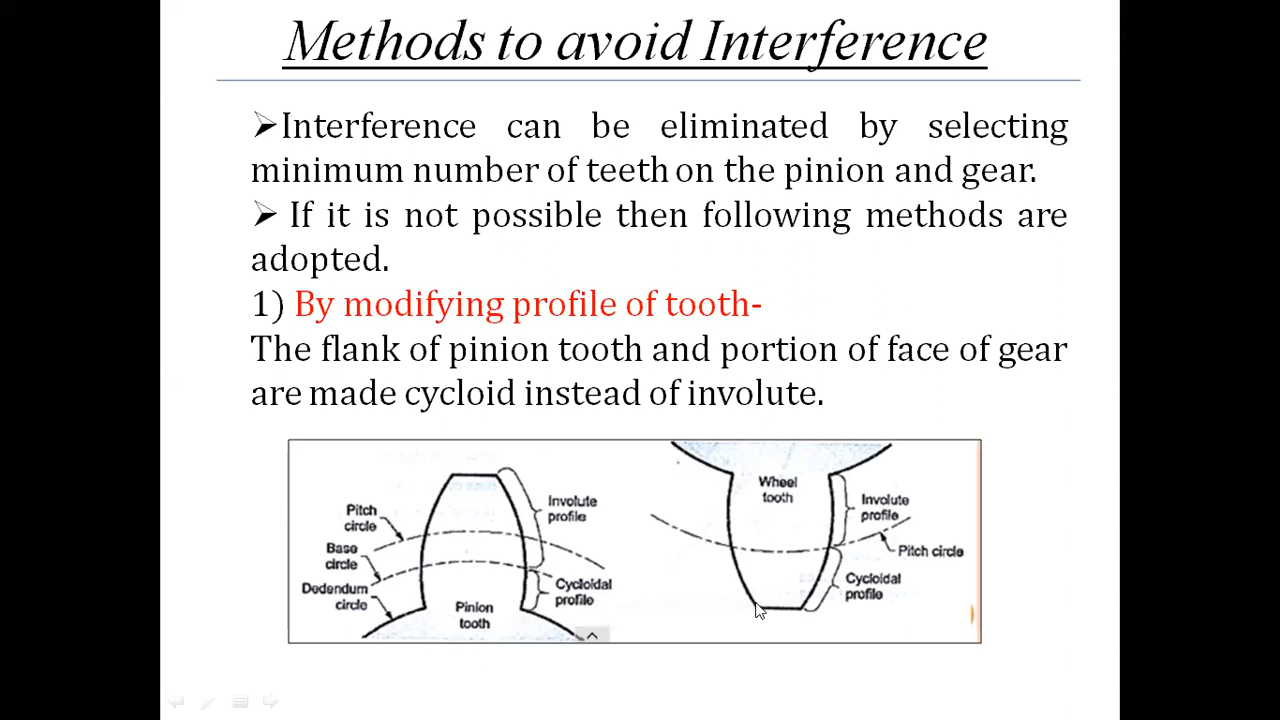 Methods to avoid Interference
➢Interference can be eliminated by selecting
minimum number of teeth on the pinion and gear.
➢ If it is not possible then following methods are
adopted.
1) By modifying profile of tooth-
The flank of pinion tooth and portion of face of gear
are made cycloid instead of involute.
Pitch
circle
Base
circle
Dedendum
circle
Pinion
tooth
Involute
profile
Cycloidal
profile
Wheel
tooth
Involute
profile
Pitch circle
Cycloidal
profile